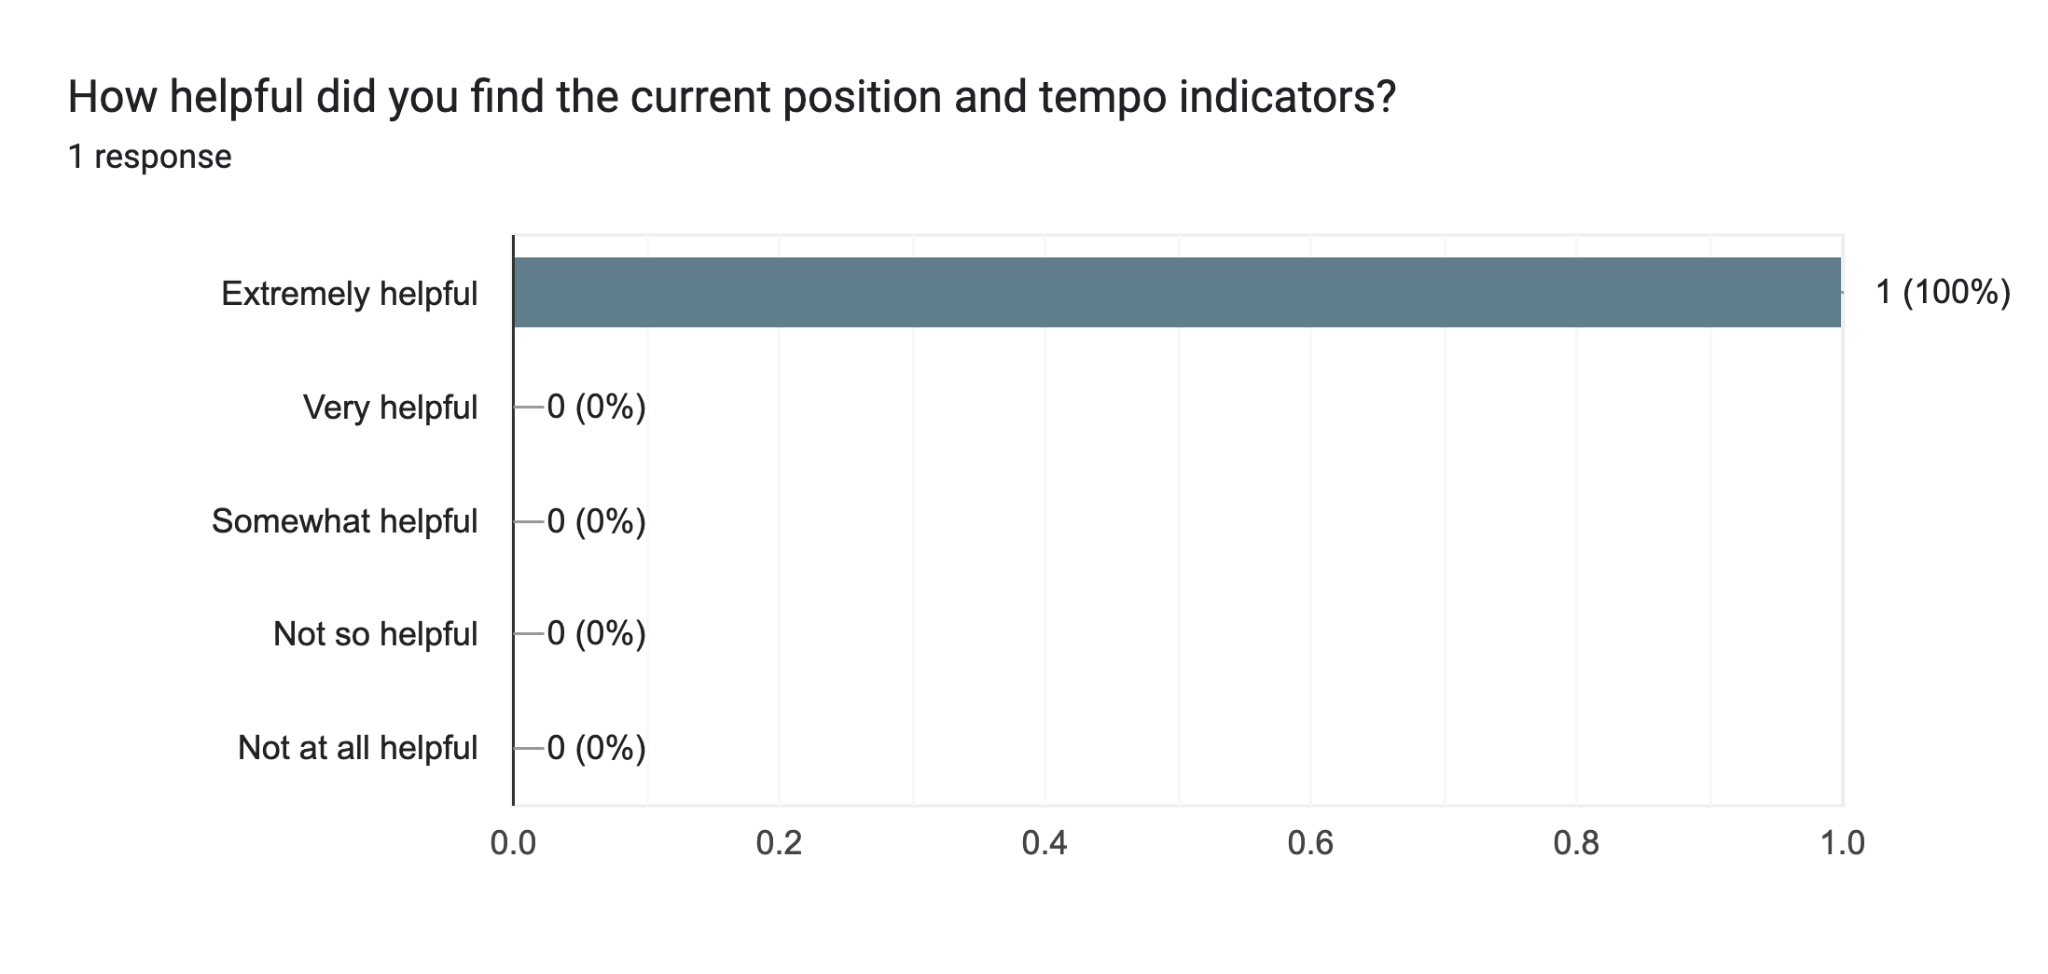 How helpful did you find the current position and tempo indicators?
1 response
Extremely helpful 1 (100%)
Very helpful 0 (0%)
Somewhat helpful 0 (0%)
Not so helpful 0 (0%)
Not at all helpful 0 (0%)
0.0 0.2 0.4 0.6 0.8 1.0